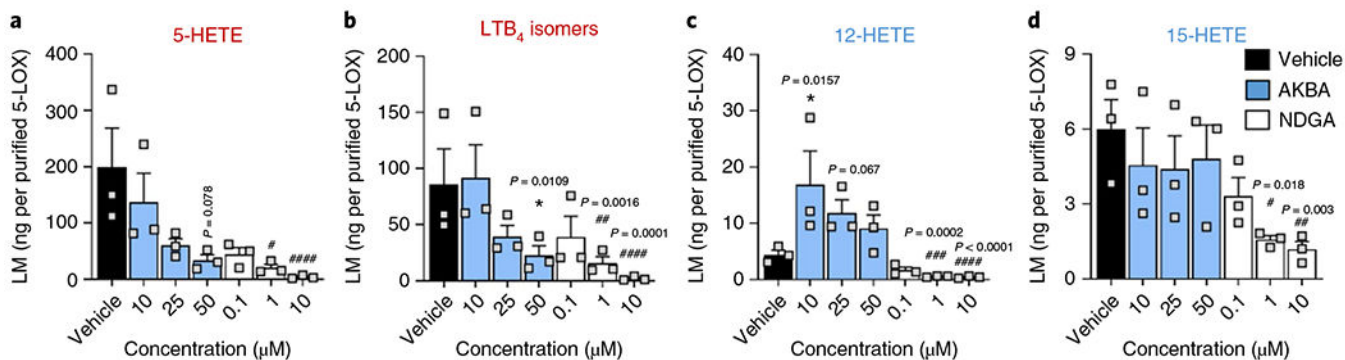 a
5-HETE
LM (ng per purified 5-LOX)
400
300
200
100
0
P = 0.078
#
####
Vehicle
10
25
50
0.1
1
10
Concentration (μM)
b
LTB4 isomers
LM (ng per purified 5-LOX)
200
150
100
50
0
P = 0.0109
*
P = 0.0016
##
P = 0.0001
####
Vehicle
10
25
50
0.1
1
10
Concentration (μM)
c
12-HETE
LM (ng per purified 5-LOX)
40
30
20
10
0
P = 0.0157
*
P = 0.067
P = 0.0002
###
P < 0.0001
####
Vehicle
10
25
50
0.1
1
10
Concentration (μM)
d
15-HETE
LM (ng per purified 5-LOX)
9
6
3
0
P = 0.018
#
P = 0.003
##
Vehicle
10
25
50
0.1
1
10
Concentration (μM)
Vehicle
AKBA
NDGA